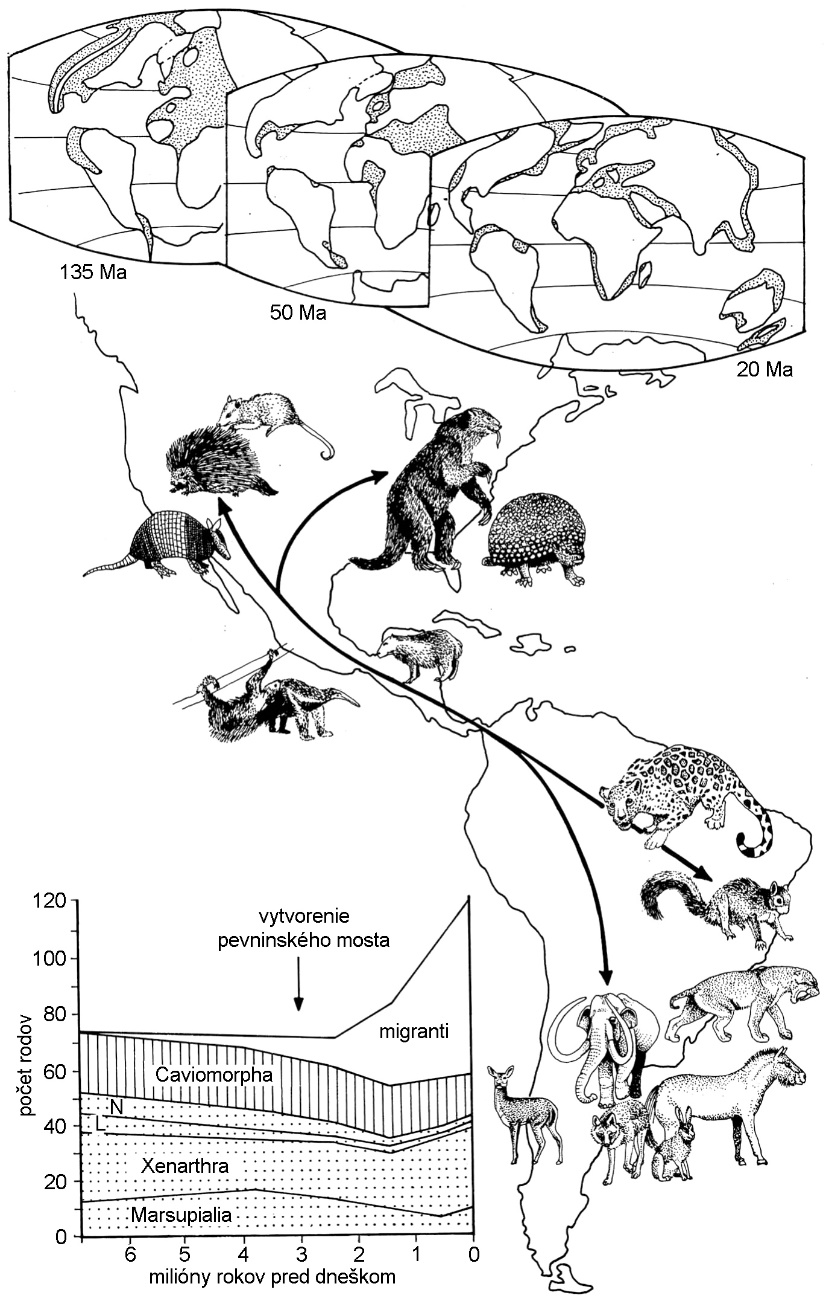 135 Ma
50 Ma
20 Ma
120
100
80
60
40
20
0
počet rodov
vytvorenie
pevninského mosta
migranti
Caviomorpha
N
L
Xenarthra
Marsupialia
6 5 4 3 2 1 0
milióny rokov pred dneškom